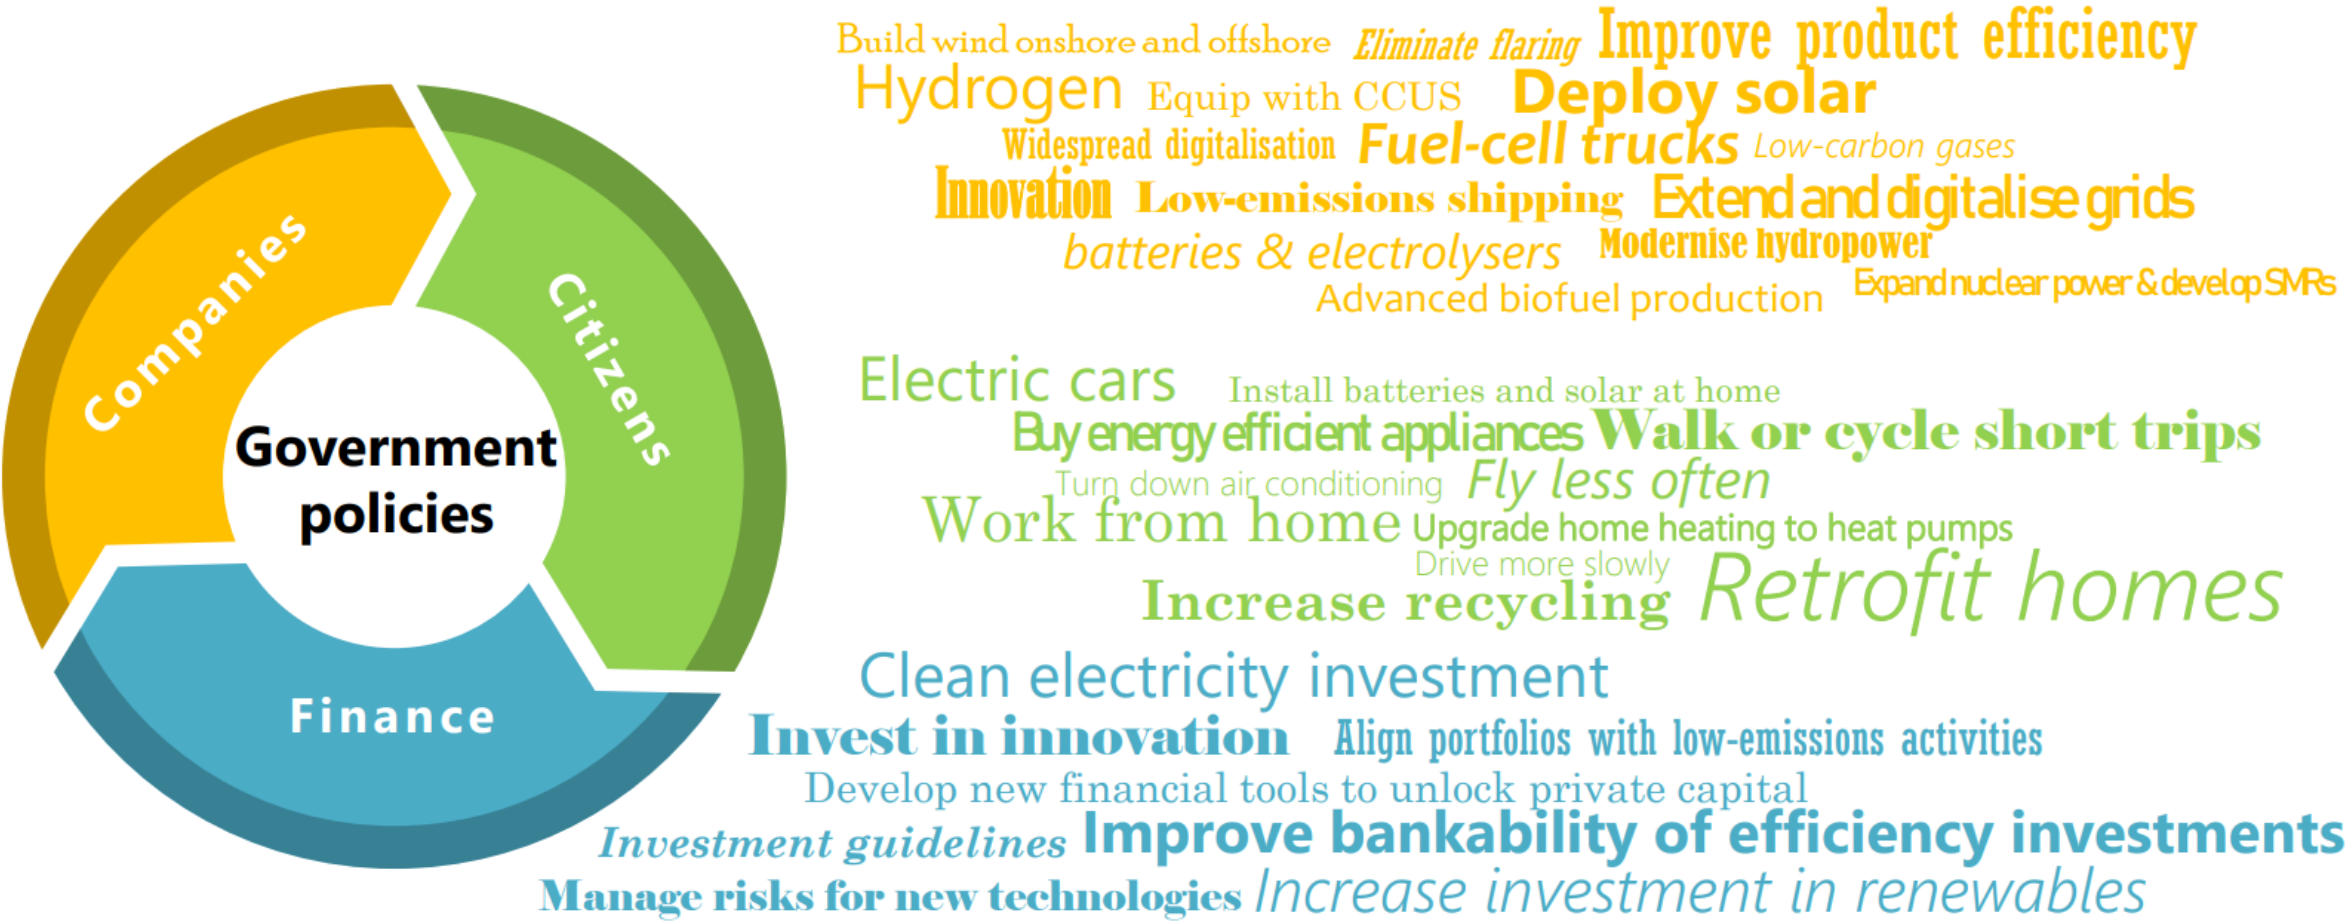 Companies
Citizens
Government
policies
Finance
Build wind onshore and offshore Eliminate flaring Improve product efficiency
Hydrogen Equip with CCUS Deploy solar
Widespread digitalisation Fuel-cell trucks Low-carbon gases
Innovation Low-emissions shipping Extend and digitalise grids
batteries & electrolysers Modernise hydropower
Advanced biofuel production Expand nuclear power & develop SMRs
Electric cars Install batteries and solar at home
Buy energy efficient appliances Walk or cycle short trips
Turn down air conditioning Fly less often
Work from home Upgrade home heating to heat pumps
Drive more slowly
Increase recycling Retrofit homes
Clean electricity investment
Invest in innovation Align portfolios with low-emissions activities
Develop new financial tools to unlock private capital
Investment guidelines Improve bankability of efficiency investments
Manage risks for new technologies Increase investment in renewables